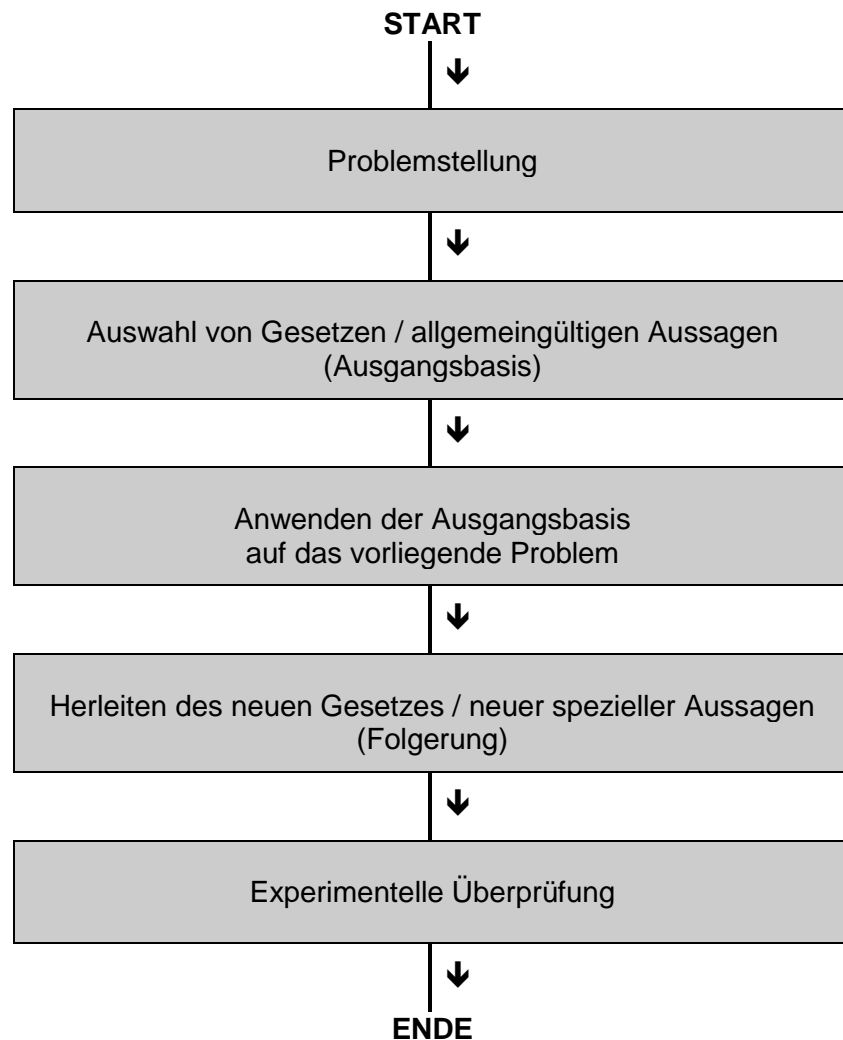 START
Problemstellung
Auswahl von Gesetzen / allgemeingültigen Aussagen
(Ausgangsbasis)
Anwenden der Ausgangsbasis
auf das vorliegende Problem
Herleiten des neuen Gesetzes / neuer spezieller Aussagen
(Folgerung)
Experimentelle Überprüfung
ENDE